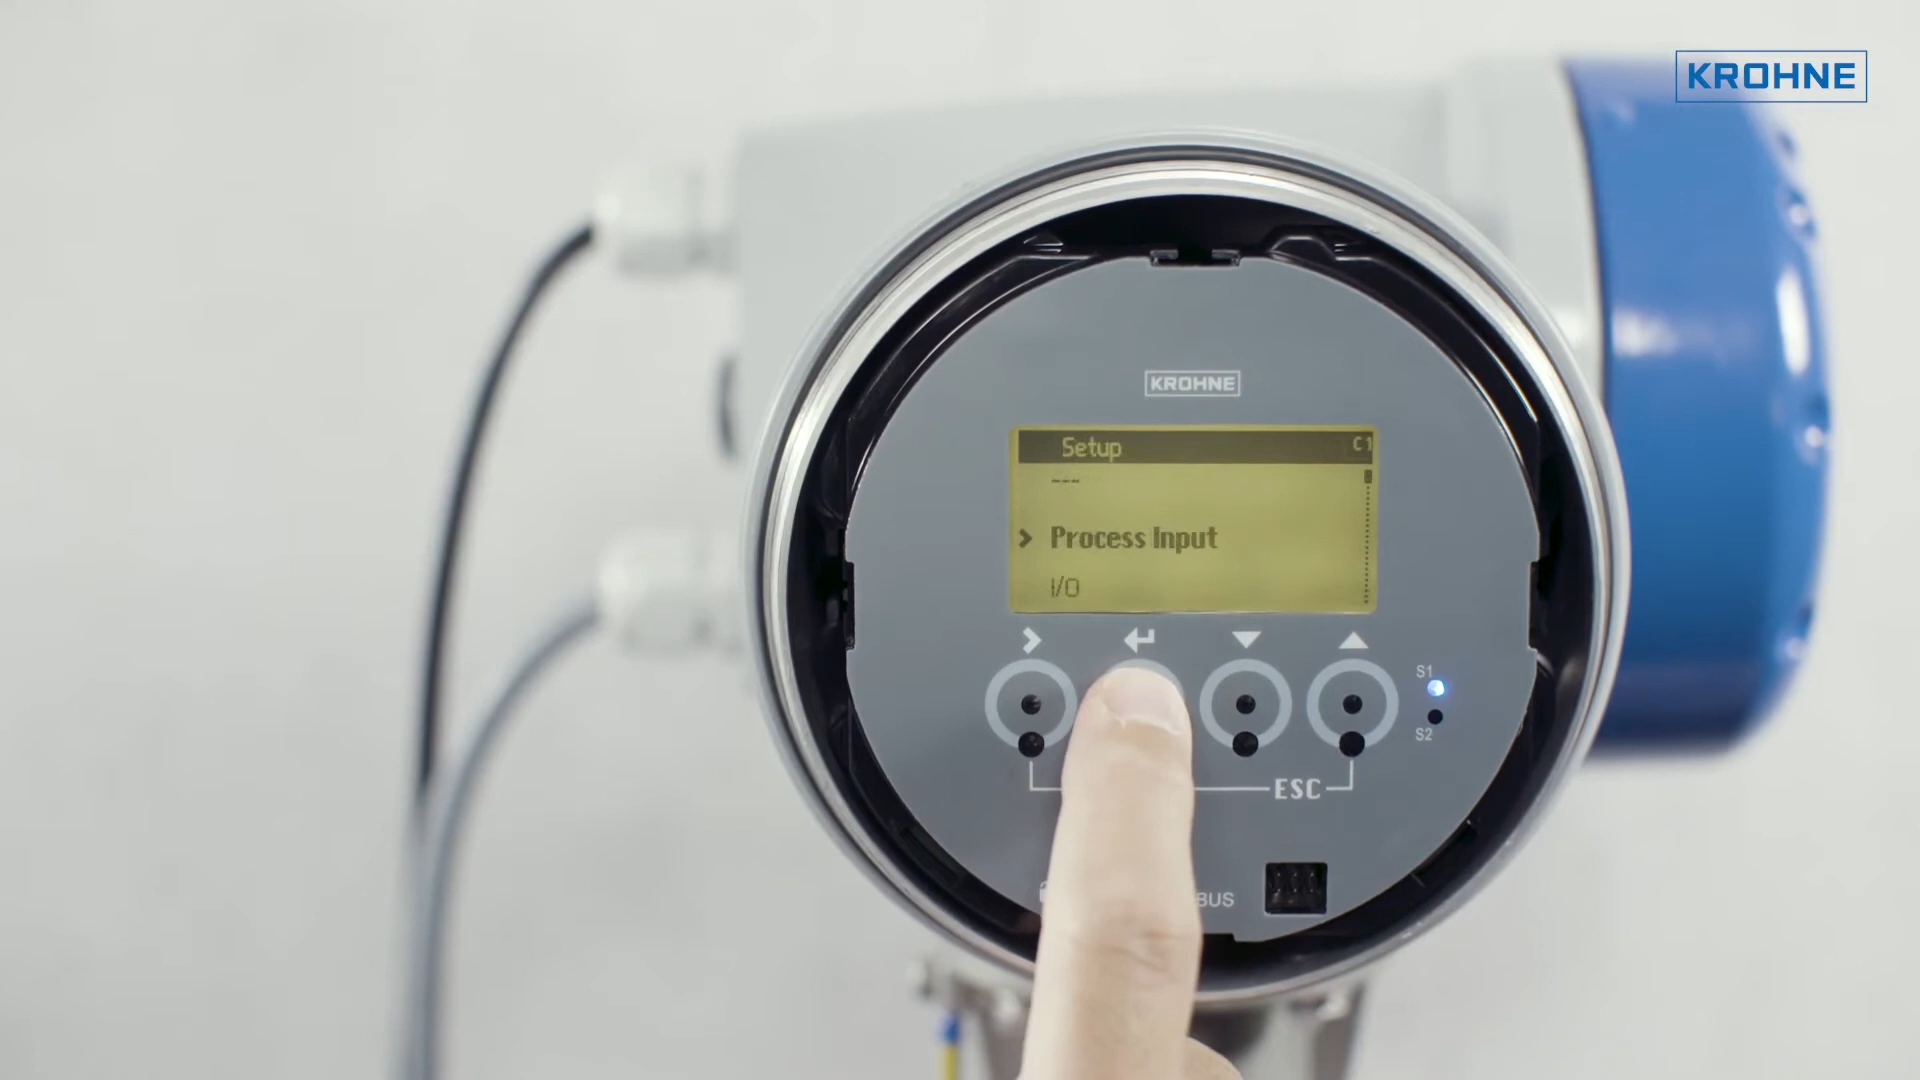 KROHNE
KROHNE
Setup C1
Process Input
I/O
S1
S2
ESC
BUS